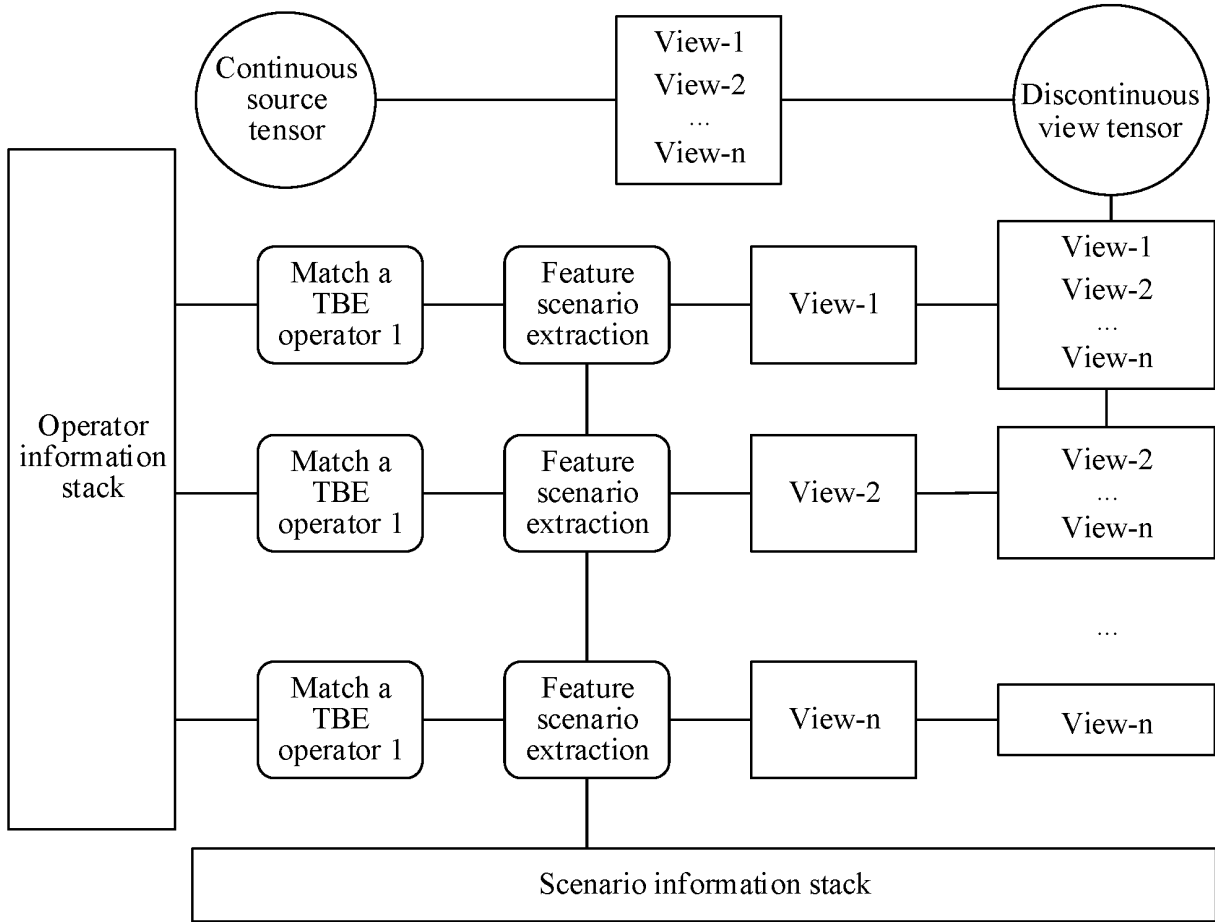 Continuous
source
tensor
View-1
View-2
...
View-n
Discontinuous
view tensor
Operator
information
stack
Match a
TBE
operator 1
Feature
scenario
extraction
View-1
View-1
View-2
...
View-n
Match a
TBE
operator 1
Feature
scenario
extraction
View-2
View-2
...
View-n
...
Match a
TBE
operator 1
Feature
scenario
extraction
View-n
View-n
Scenario information stack